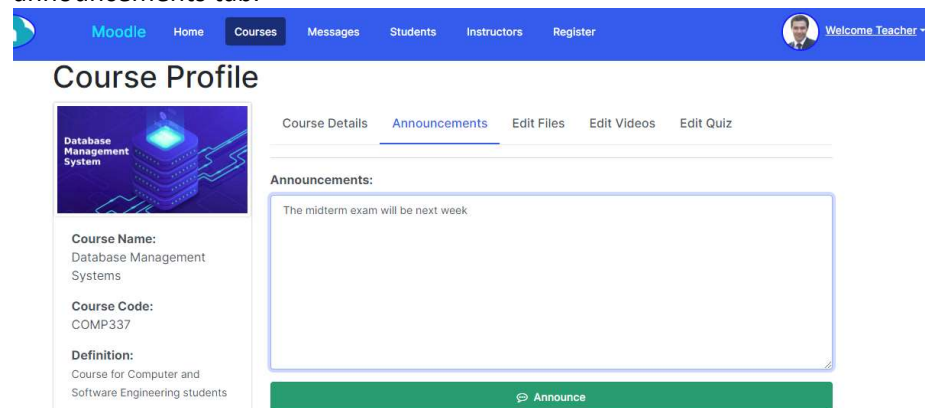 announcements tab.
Moodle Home Courses Messages Students Instructors Register Welcome Teacher
Course Profile
Course Details Announcements Edit Files Edit Videos Edit Quiz
Database
Management
System
Announcements:
The midterm exam will be next week
Course Name:
Database Management
Systems
Course Code:
COMP337
Definition:
Course for Computer and
Software Engineering students
Announce